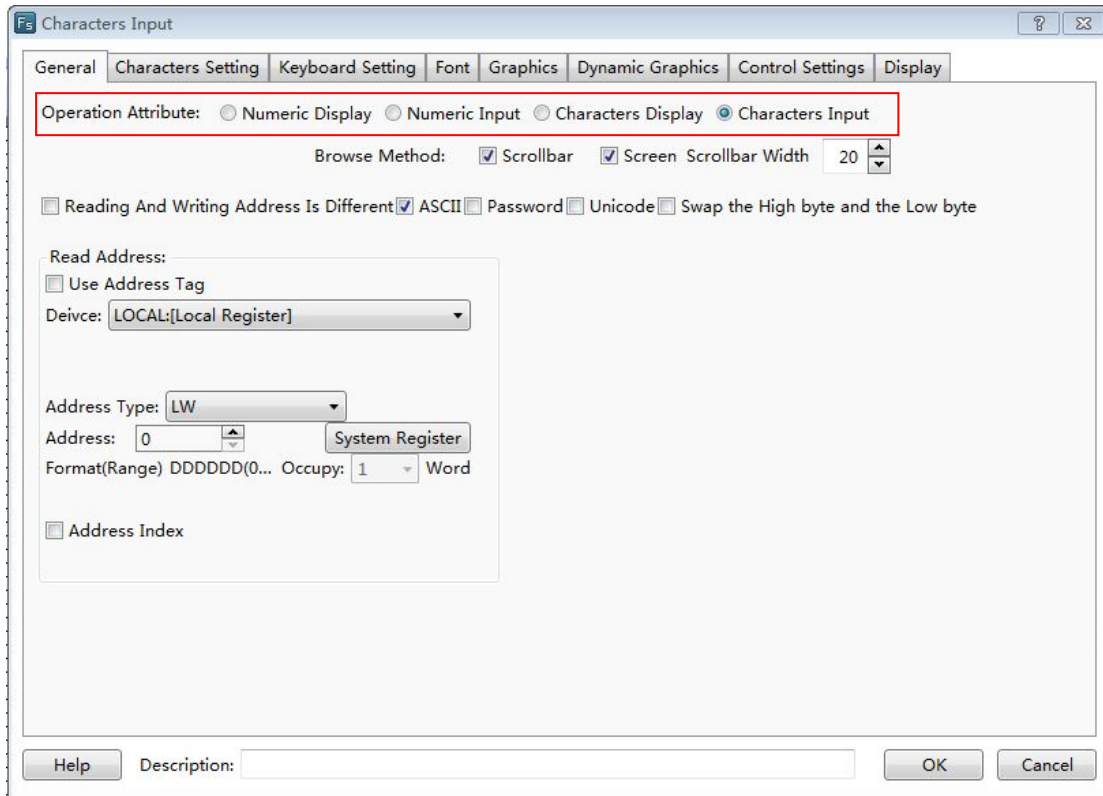 Fs Characters Input
General Characters Setting Keyboard Setting Font Graphics Dynamic Graphics Control Settings Display
Operation Attribute: Numeric Display Numeric Input Characters Display Characters Input
Browse Method: Scrollbar Screen Scrollbar Width 20
Reading And Writing Address Is Different ASCII Password Unicode Swap the High byte and the Low byte
Read Address:
Use Address Tag
Deivce: LOCAL:[Local Register]
Address Type: LW
Address: 0 System Register
Format(Range) DDDDDD(0... Occupy: 1 Word
Address Index
Help Description: OK Cancel